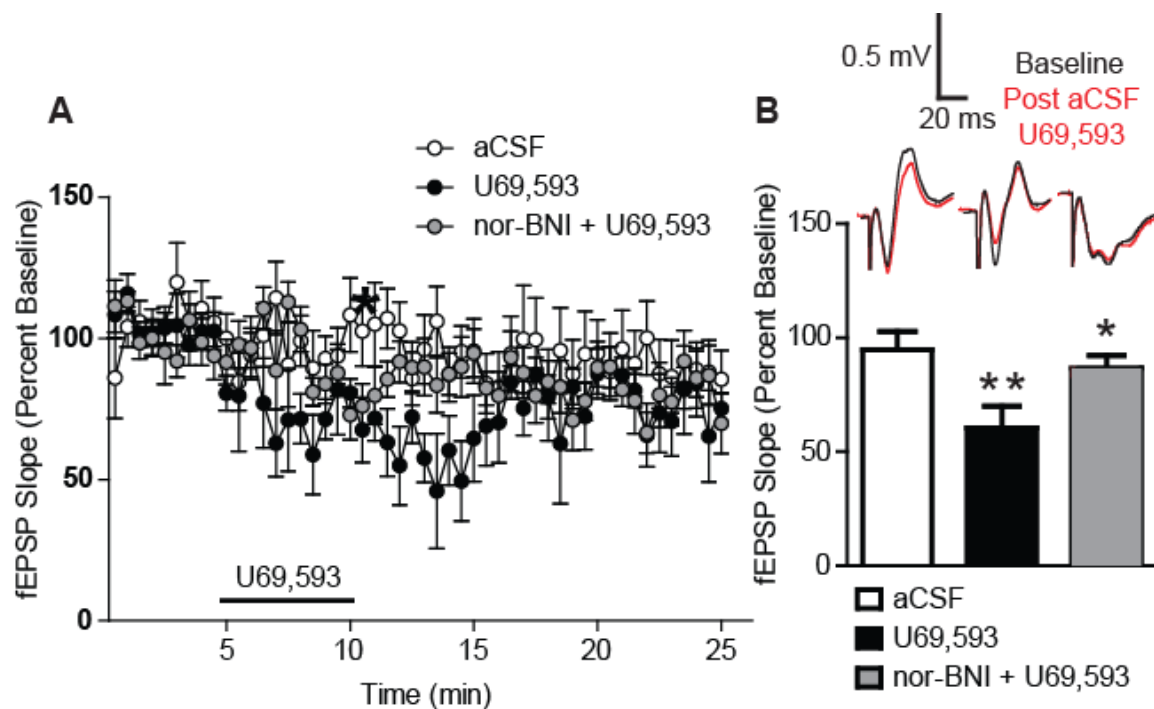 A
aCSF
U69,593
nor-BNI + U69,593
*
fEPSP Slope (Percent Baseline)
150
100
50
0
U69,593
5
10
15
20
25
Time (min)
0.5 mV
20 ms
B
Baseline
Post aCSF
U69,593
fEPSP Slope (Percent Baseline)
150
100
50
0
**
*
aCSF
U69,593
nor-BNI + U69,593